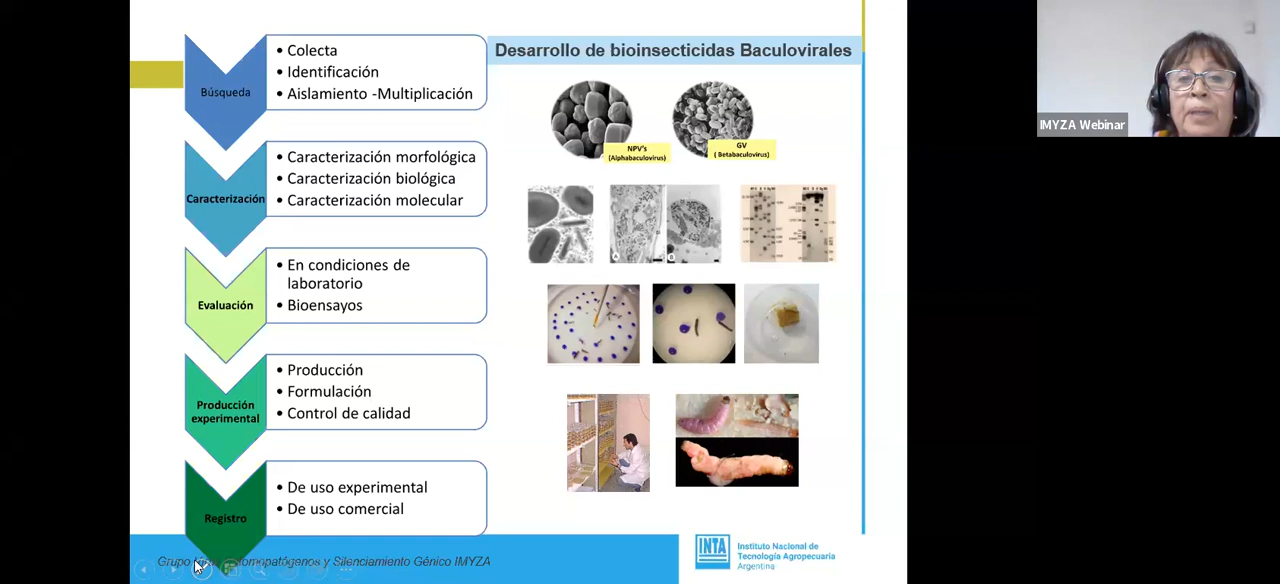 Desarrollo de bioinsecticidas Baculovirales
Búsqueda
• Colecta
• Identificación
• Aislamiento -Multiplicación
Caracterización
• Caracterización morfológica
• Caracterización biológica
• Caracterización molecular
Evaluación
• En condiciones de
laboratorio
• Bioensayos
Producción
experimental
• Producción
• Formulación
• Control de calidad
Registro
• De uso experimental
• De uso comercial
NPV's
(Alphabaculovirus)
GV
( Betabaculovirus)
A
B
Grupo
y Silenciamiento Génico IMYZA
INTA
Instituto Nacional de
Tecnología Agropecuaria
Argentina
IMYZA Webinar